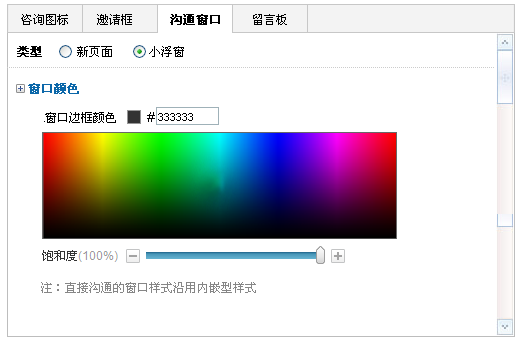 咨询图标 邀请框 沟通窗口 留言板
类型 新页面 小浮窗
窗口颜色
.窗口边框颜色 # 333333
饱和度(100%)
注：直接沟通的窗口样式沿用内嵌型样式